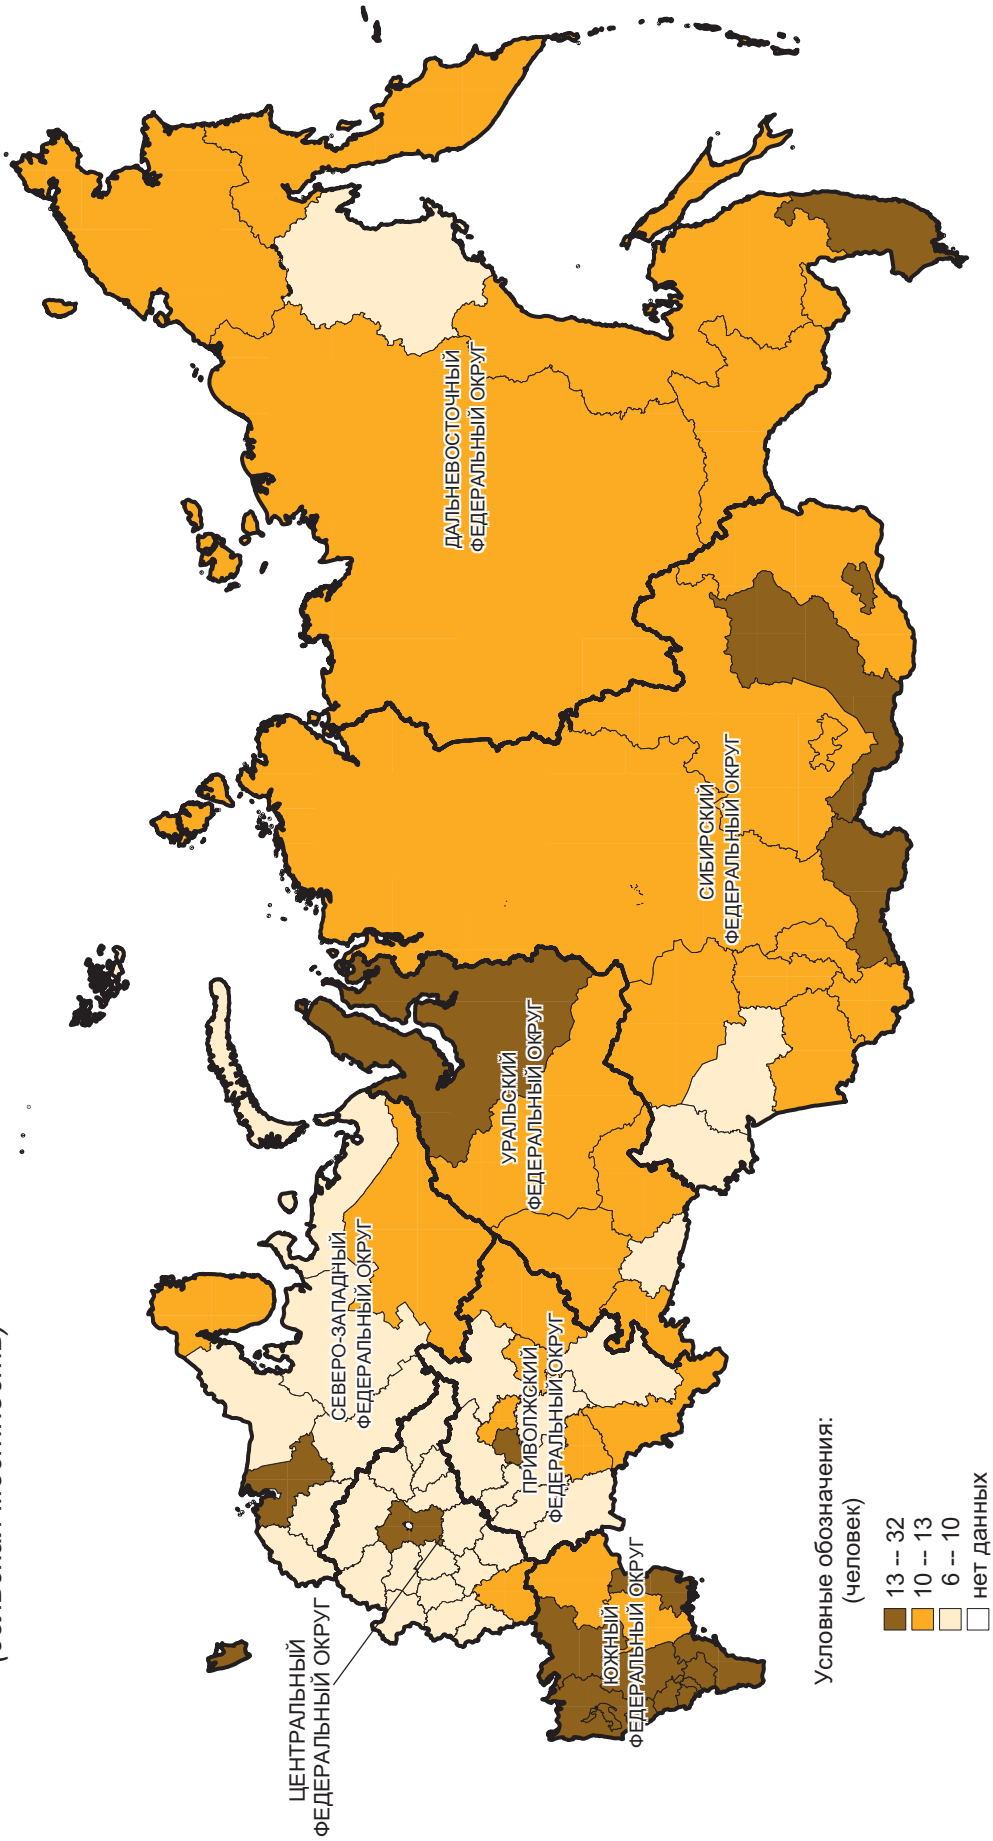 ЦЕНТРАЛЬНЫЙ
ФЕДЕРАЛЬНЫЙ ОКРУГ
СЕВЕРО-ЗАПАДНЫЙ
ФЕДЕРАЛЬНЫЙ ОКРУГ
ДАЛЬНЕВОСТОЧНЫЙ
ФЕДЕРАЛЬНЫЙ ОКРУГ
УРАЛЬСКИЙ
ФЕДЕРАЛЬНЫЙ ОКРУГ
ПРИВОЛЖСКИЙ
ФЕДЕРАЛЬНЫЙ ОКРУГ
ЮЖНЫЙ
ФЕДЕРАЛЬНЫЙ ОКРУГ
СИБИРСКИЙ
ФЕДЕРАЛЬНЫЙ ОКРУГ
Условные обозначения:
(человек)
13 -- 32
10 -- 13
6 -- 10
нет данных